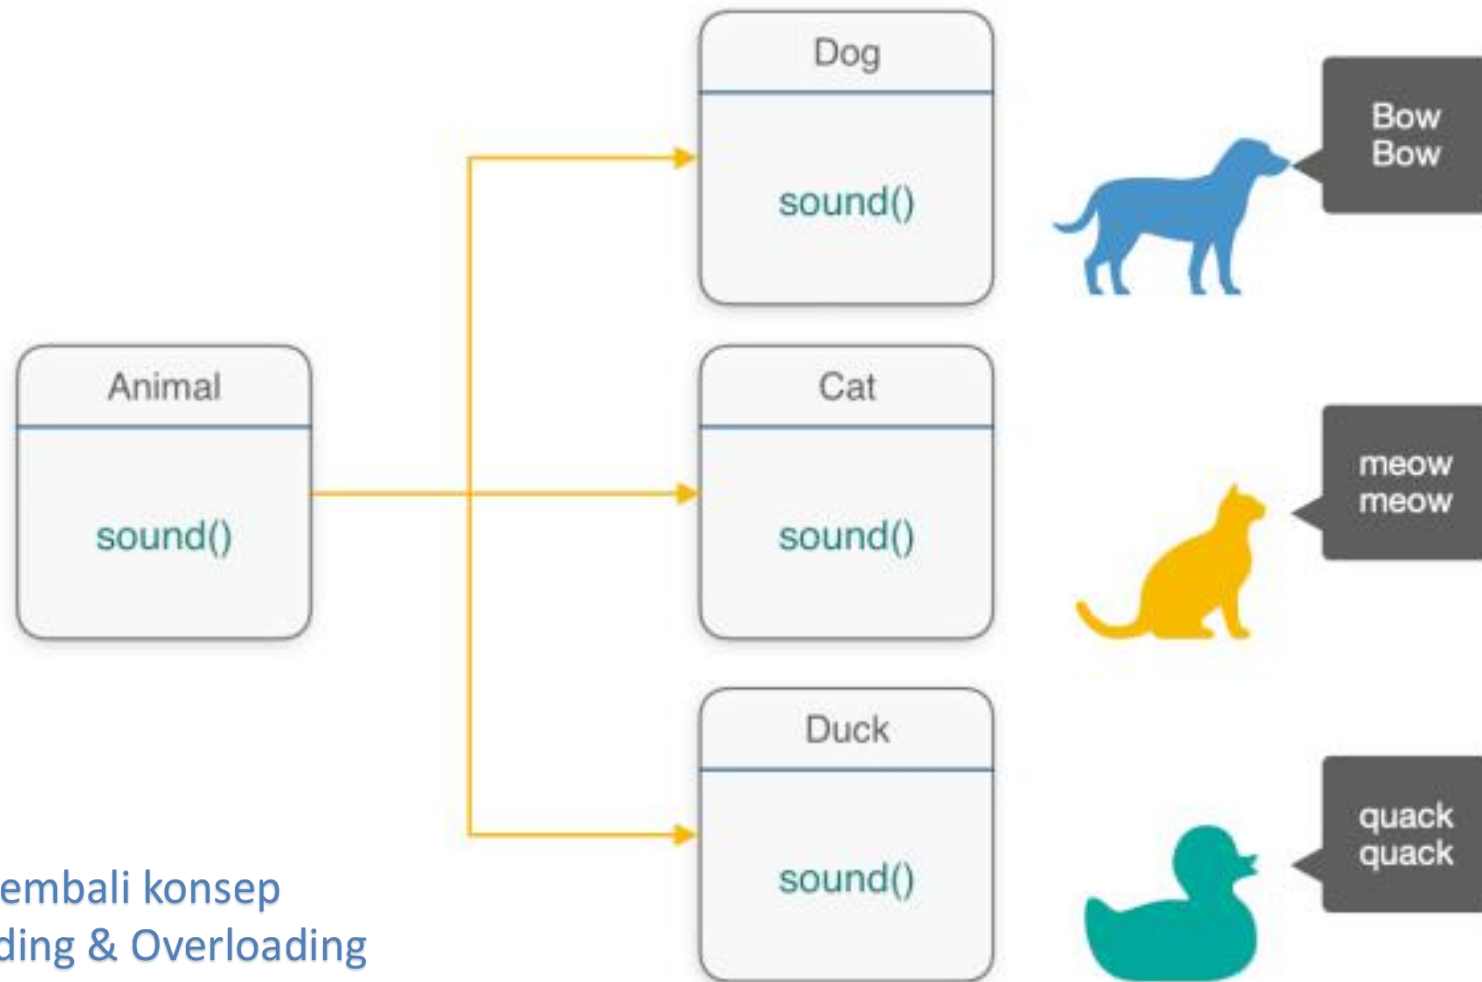 Dog
sound()
Bow
Bow
Animal
sound()
Cat
sound()
meow
meow
Duck
sound()
quack
quack
embali konsep
ding & Overloading